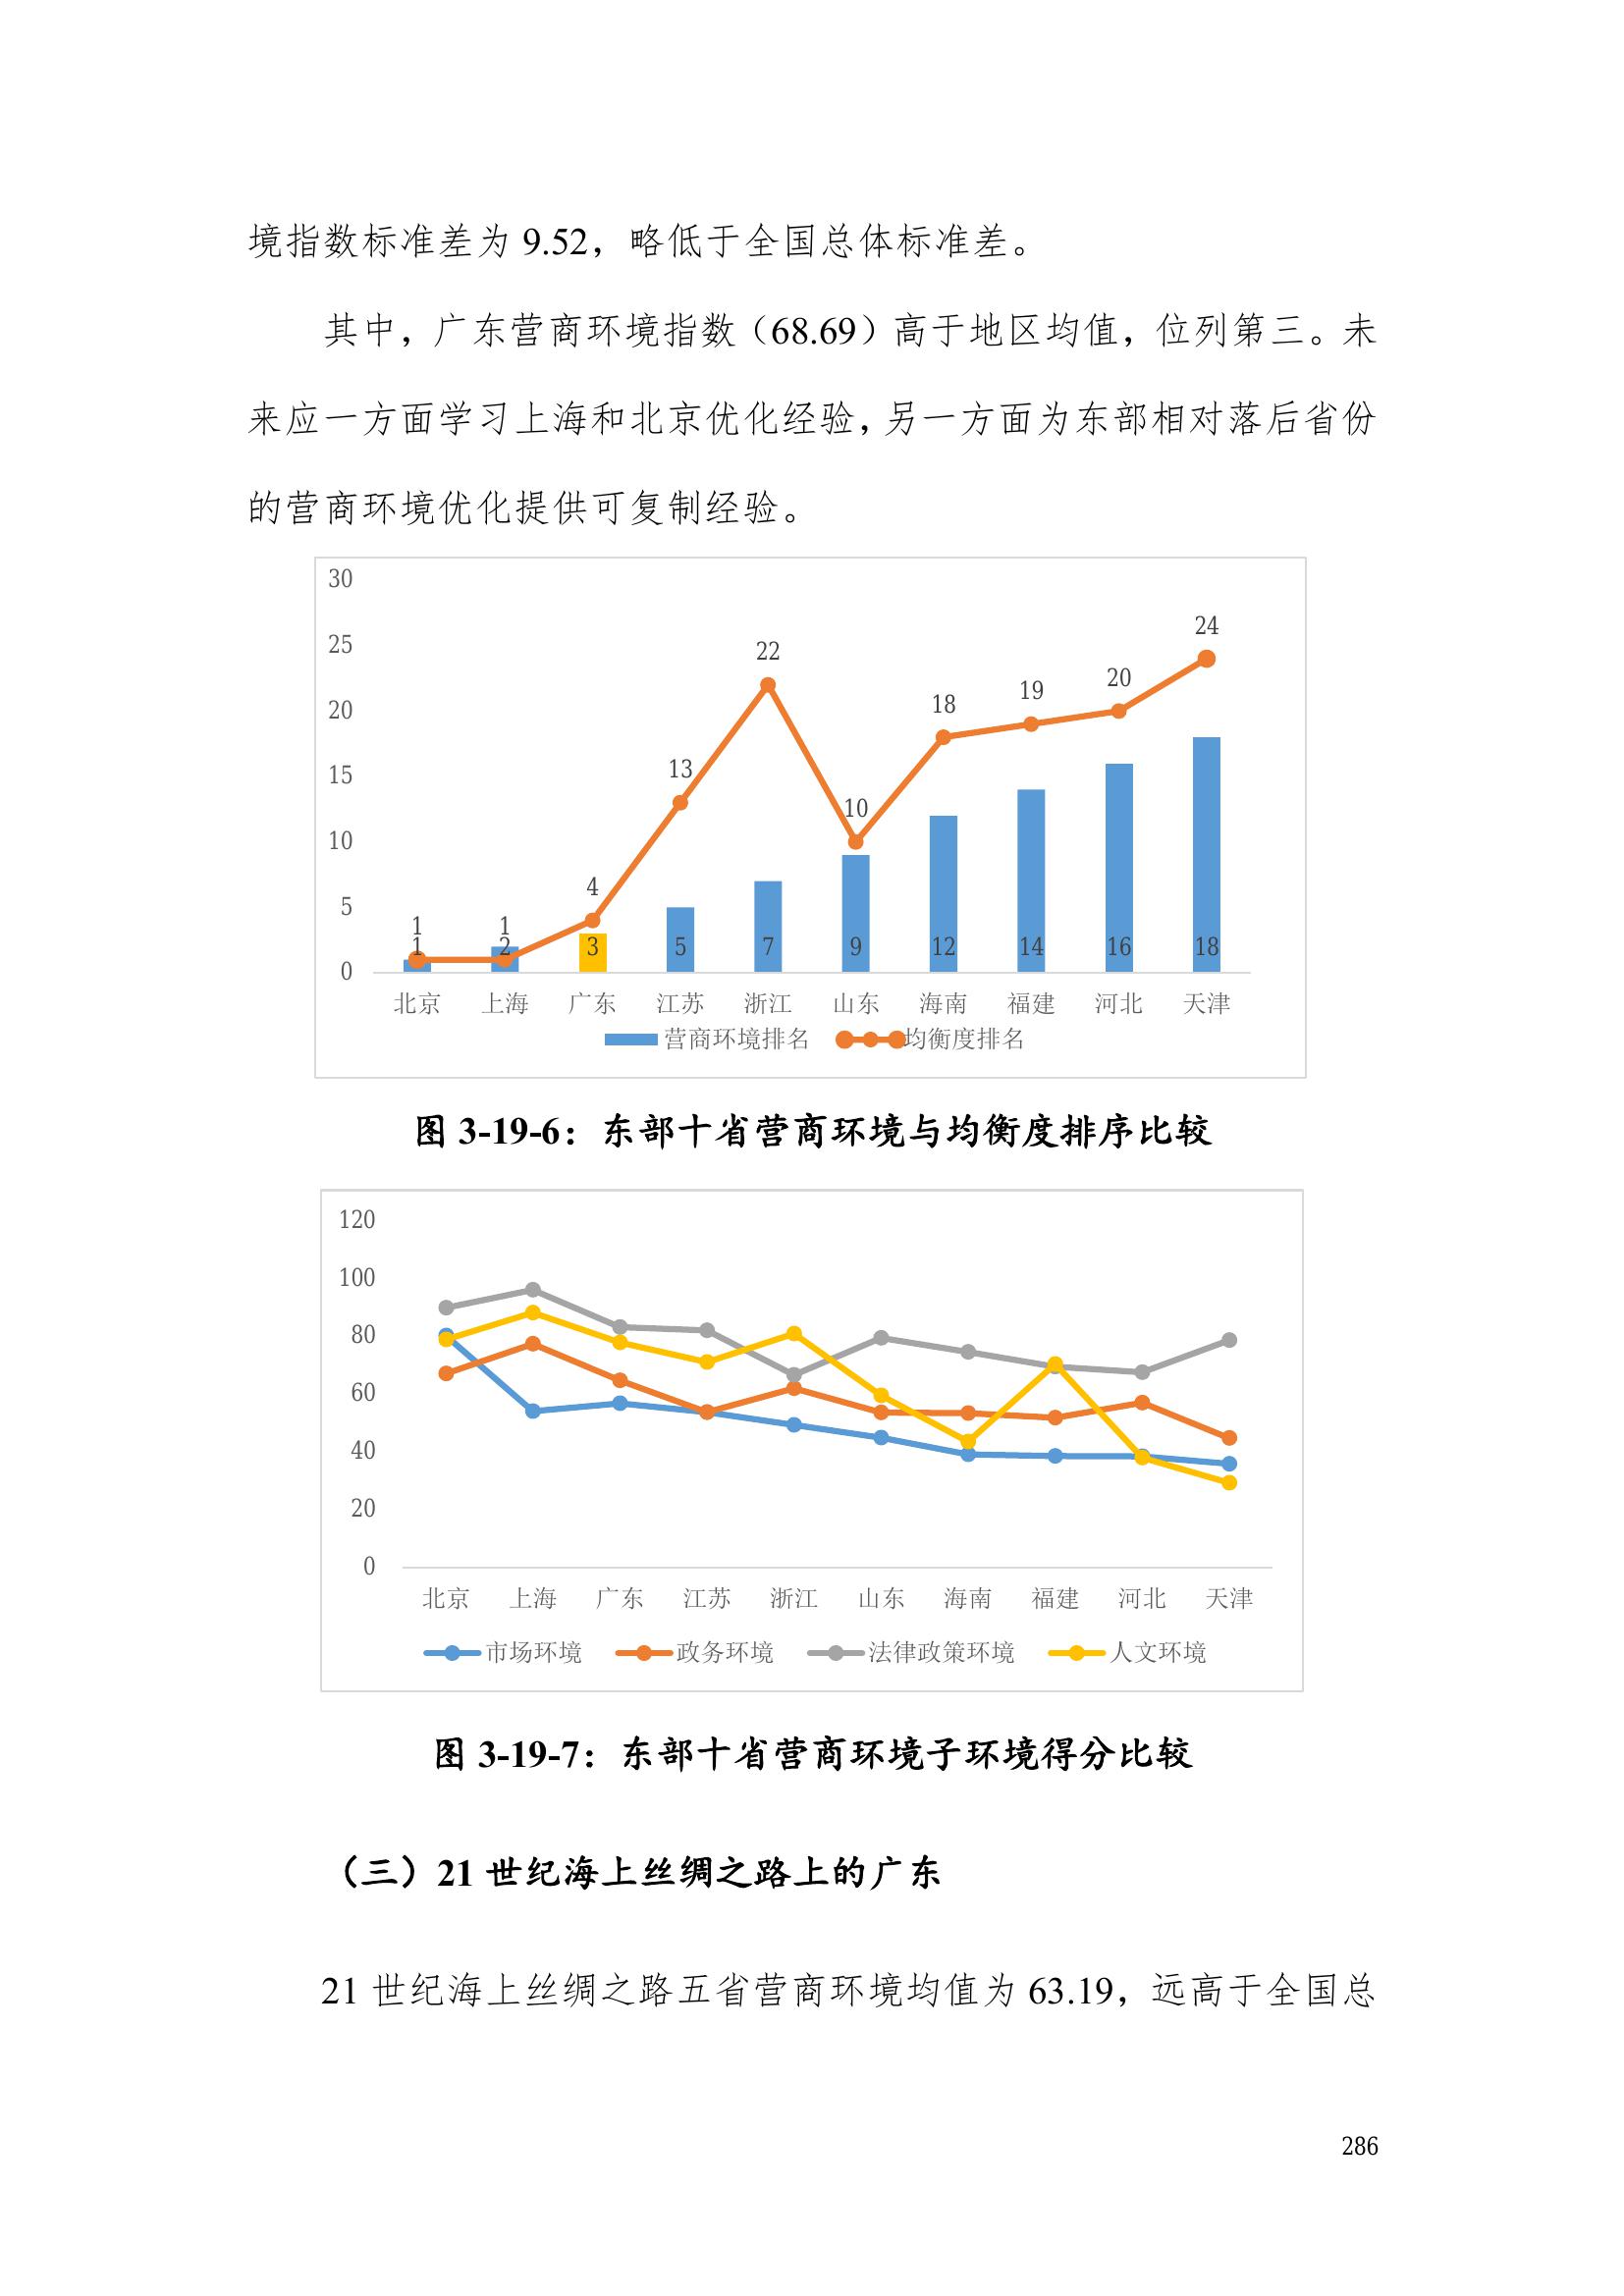 境指数标准差为 9.52，略低于全国总体标准差。
其中，广东营商环境指数（68.69）高于地区均值，位列第三。未
来应一方面学习上海和北京优化经验，另一方面为东部相对落后省份
的营商环境优化提供可复制经验。
30
25
20
15
10
5
0
1 1 4 13 22 10 18 19 20 24
1 2 3 5 7 9 12 14 16 18
北京 上海 广东 江苏 浙江 山东 海南 福建 河北 天津
营商环境排名 均衡度排名
图 3-19-6：东部十省营商环境与均衡度排序比较
120
100
80
60
40
20
0
北京 上海 广东 江苏 浙江 山东 海南 福建 河北 天津
市场环境 政务环境 法律政策环境 人文环境
图 3-19-7：东部十省营商环境子环境得分比较
（三）21 世纪海上丝绸之路上的广东
21 世纪海上丝绸之路五省营商环境均值为 63.19，远高于全国总
286